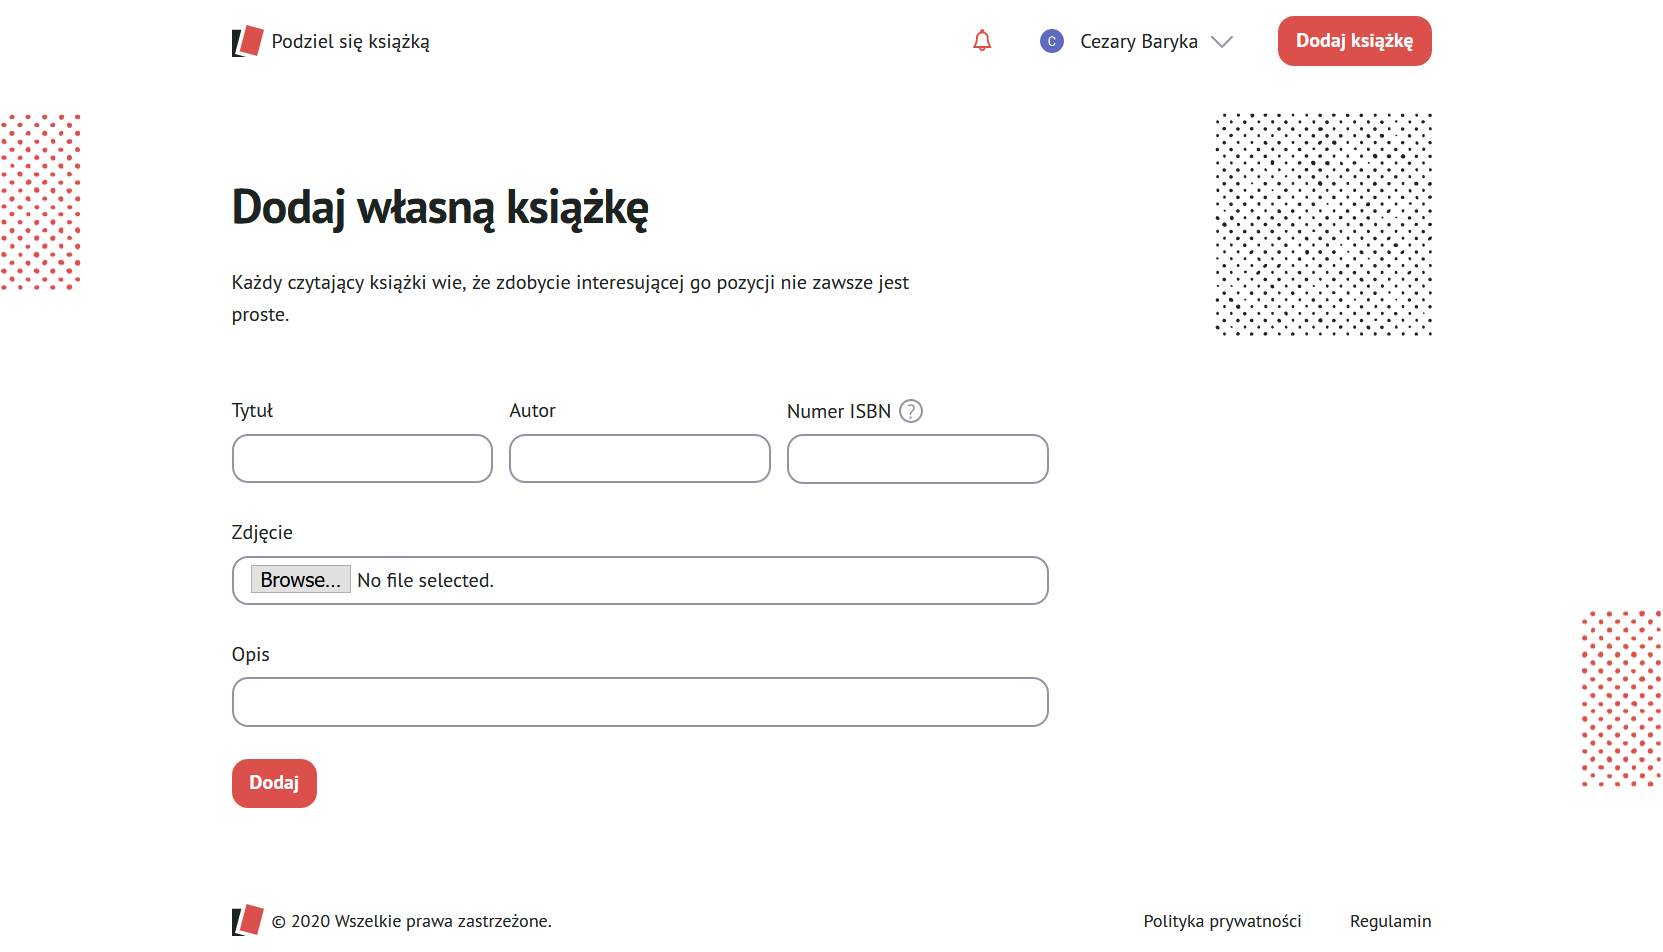 Podziel się książką
C
Cezary Baryka
Dodaj książkę
Dodaj własną książkę
Każdy czytający książki wie, że zdobycie interesującej go pozycji nie zawsze jest
proste.
Tytuł
Autor
Numer ISBN ?
Zdjęcie
Browse... No file selected.
Opis
Dodaj
© 2020 Wszelkie prawa zastrzeżone.
Polityka prywatności
Regulamin